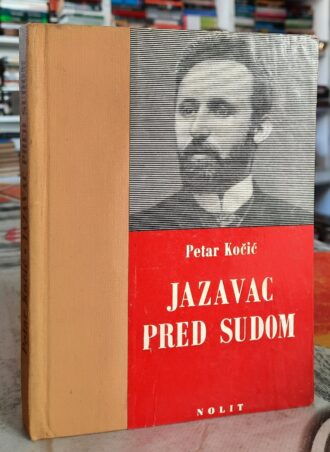 Petar Kočić
JAZAVAC
PRED SUDOM
NOLIT